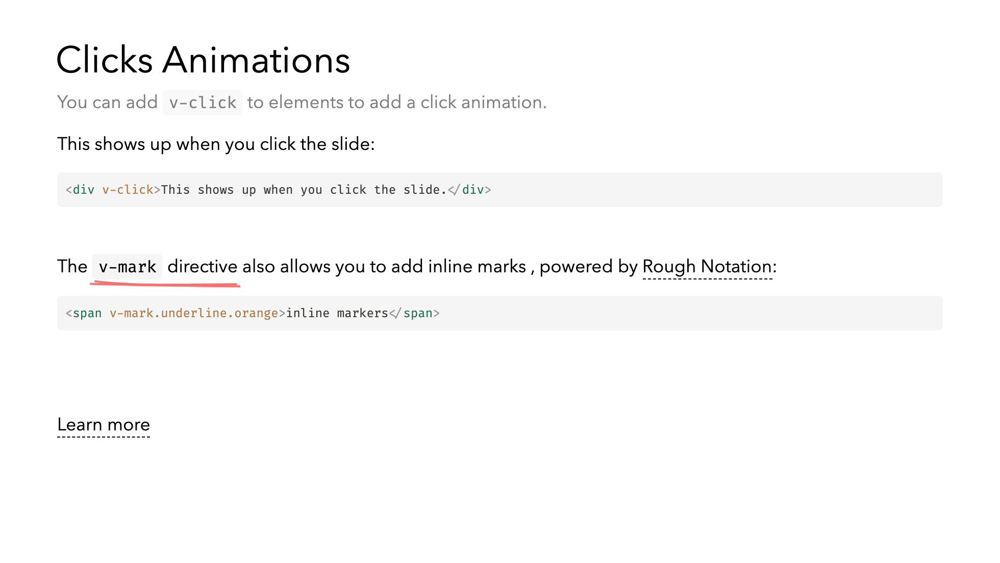 Clicks Animations
You can add v-click to elements to add a click animation.
This shows up when you click the slide:
<div v-click>This shows up when you click the slide.</div>
The v-mark directive also allows you to add inline marks , powered by Rough Notation:
<span v-mark.underline.orange>inline markers</span>
Learn more